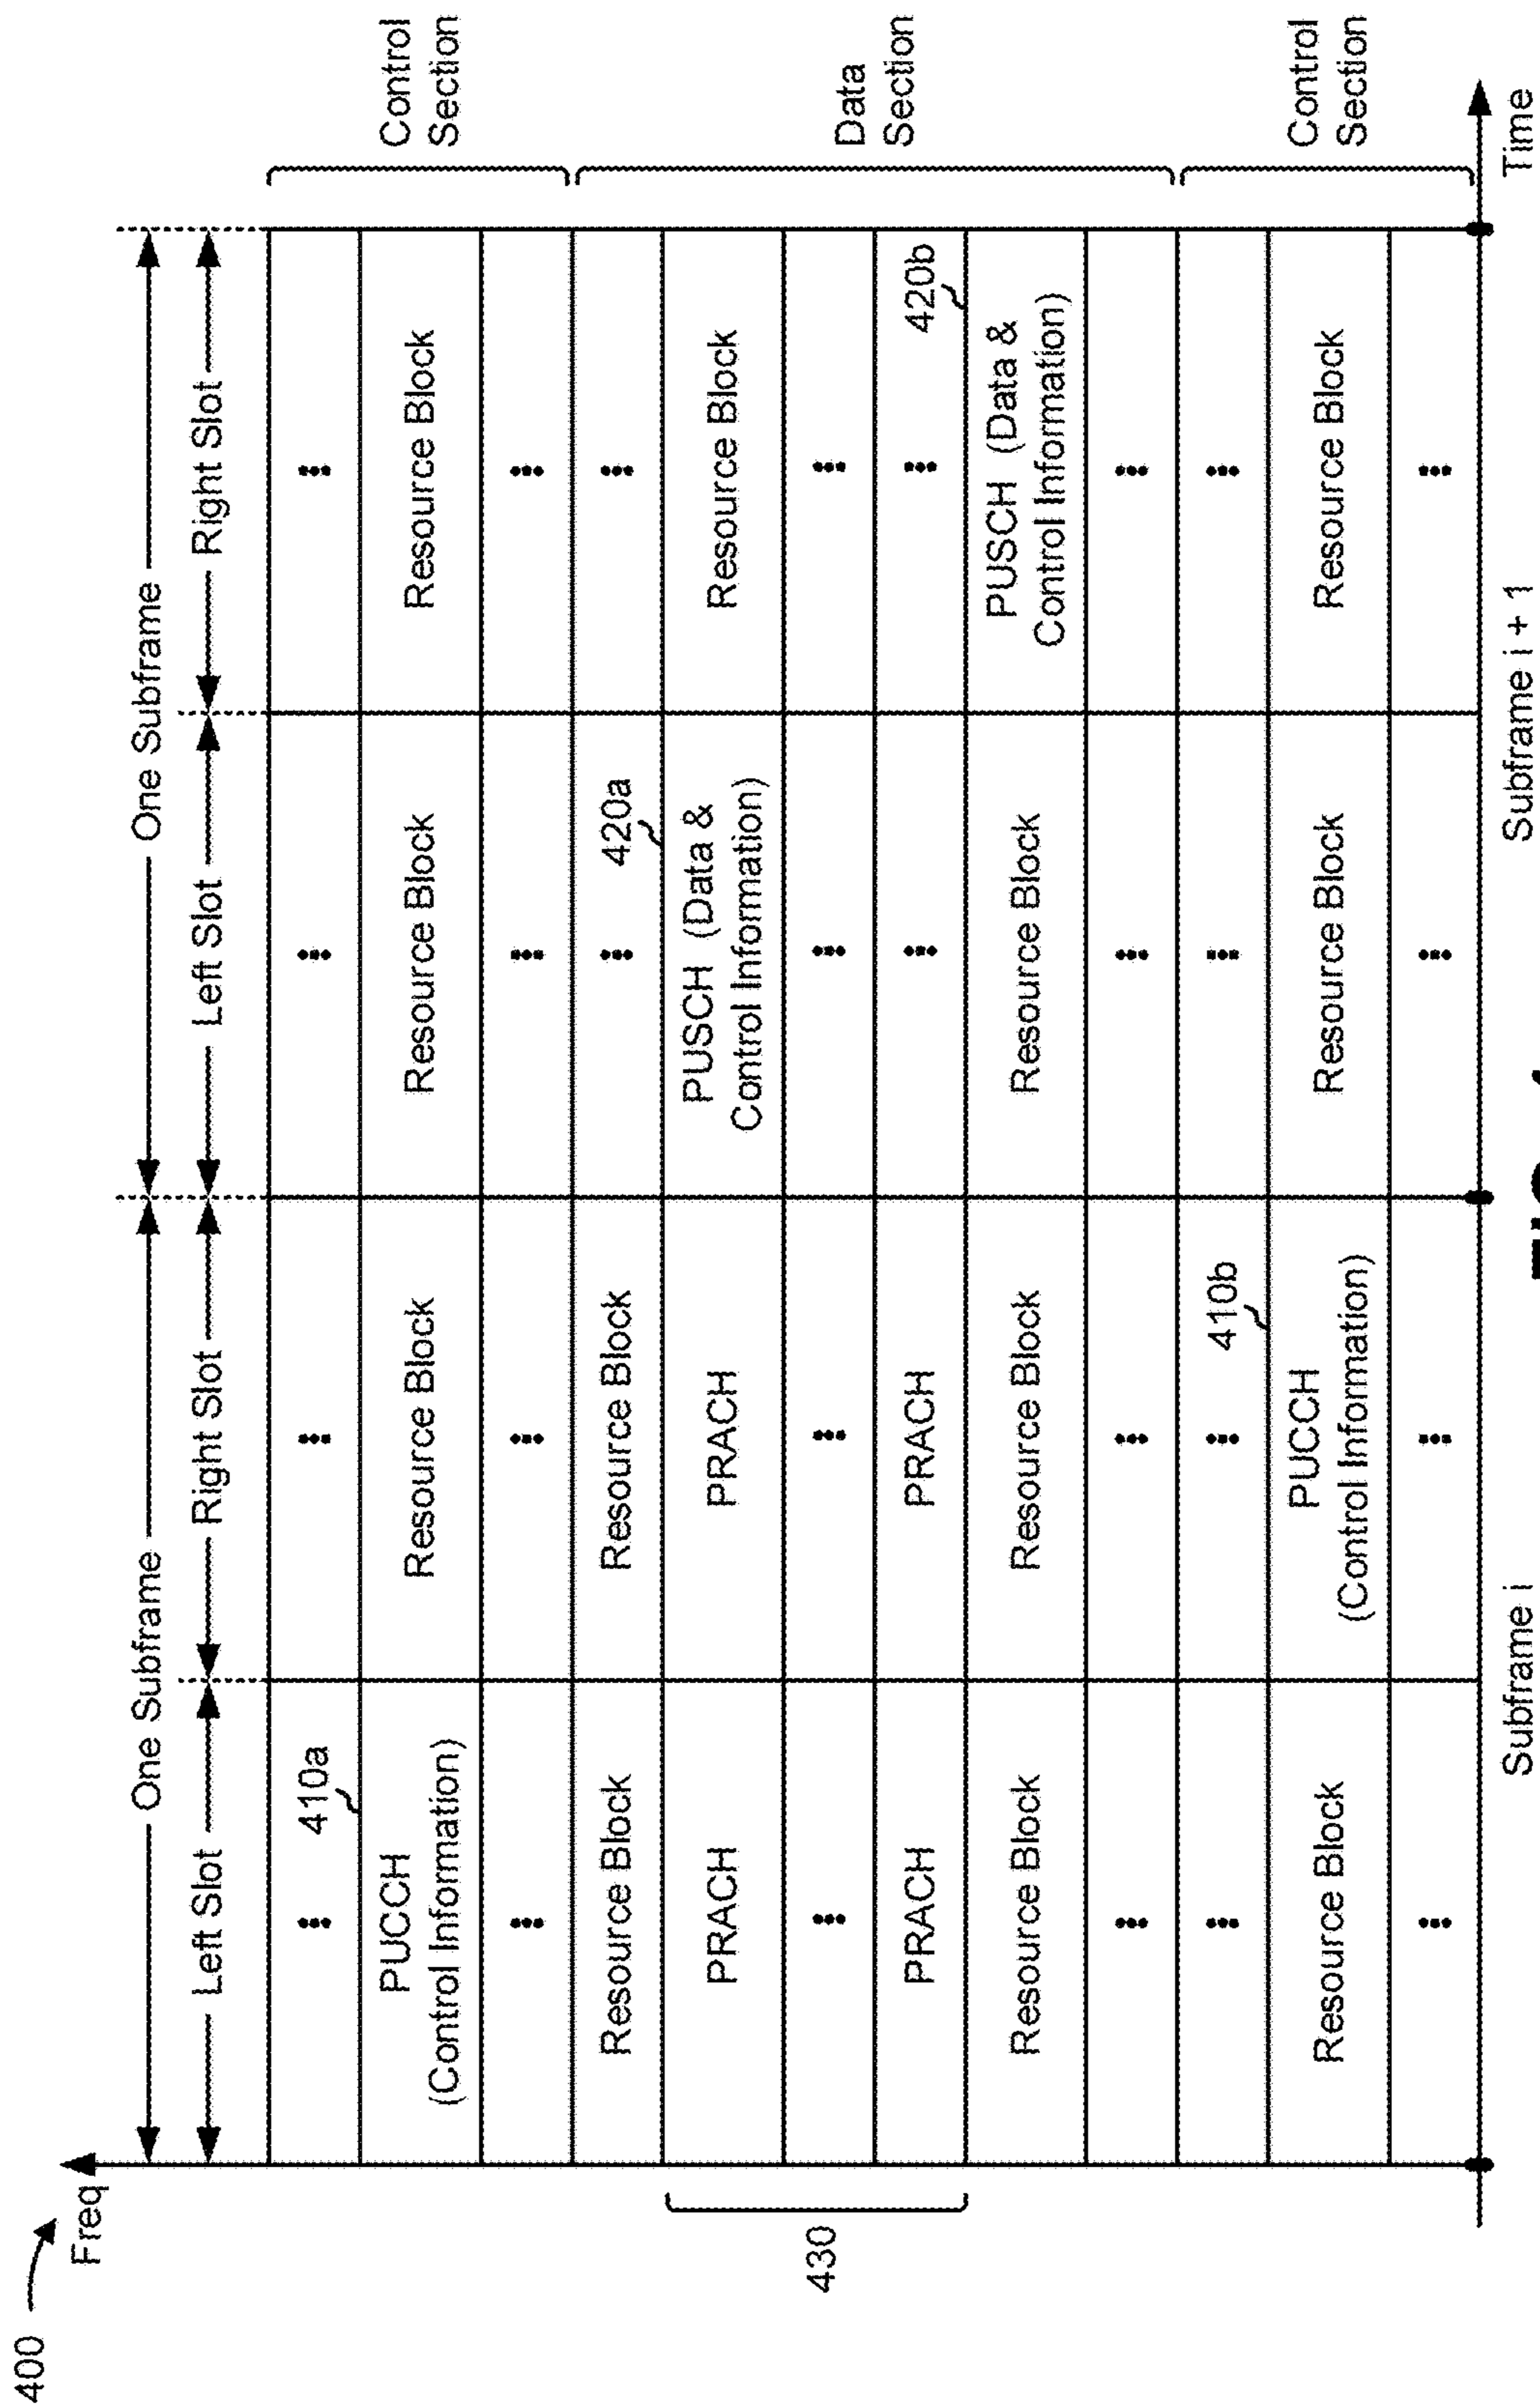 400
Freq
One Subframe
One Subframe
Left Slot
Right Slot
Left Slot
Right Slot
410a
PUCCH
(Control Information)
Resource Block
Resource Block
Resource Block
Control
Section
Resource Block
Resource Block
420a
430
PRACH
PRACH
PUSCH (Data &
Control Information)
Resource Block
Data
Section
PRACH
PRACH
420b
Resource Block
Resource Block
Resource Block
PUSCH (Data &
Control Information)
410b
Resource Block
PUCCH
(Control Information)
Resource Block
Resource Block
Control
Section
Subframe i
Subframe i + 1
Time